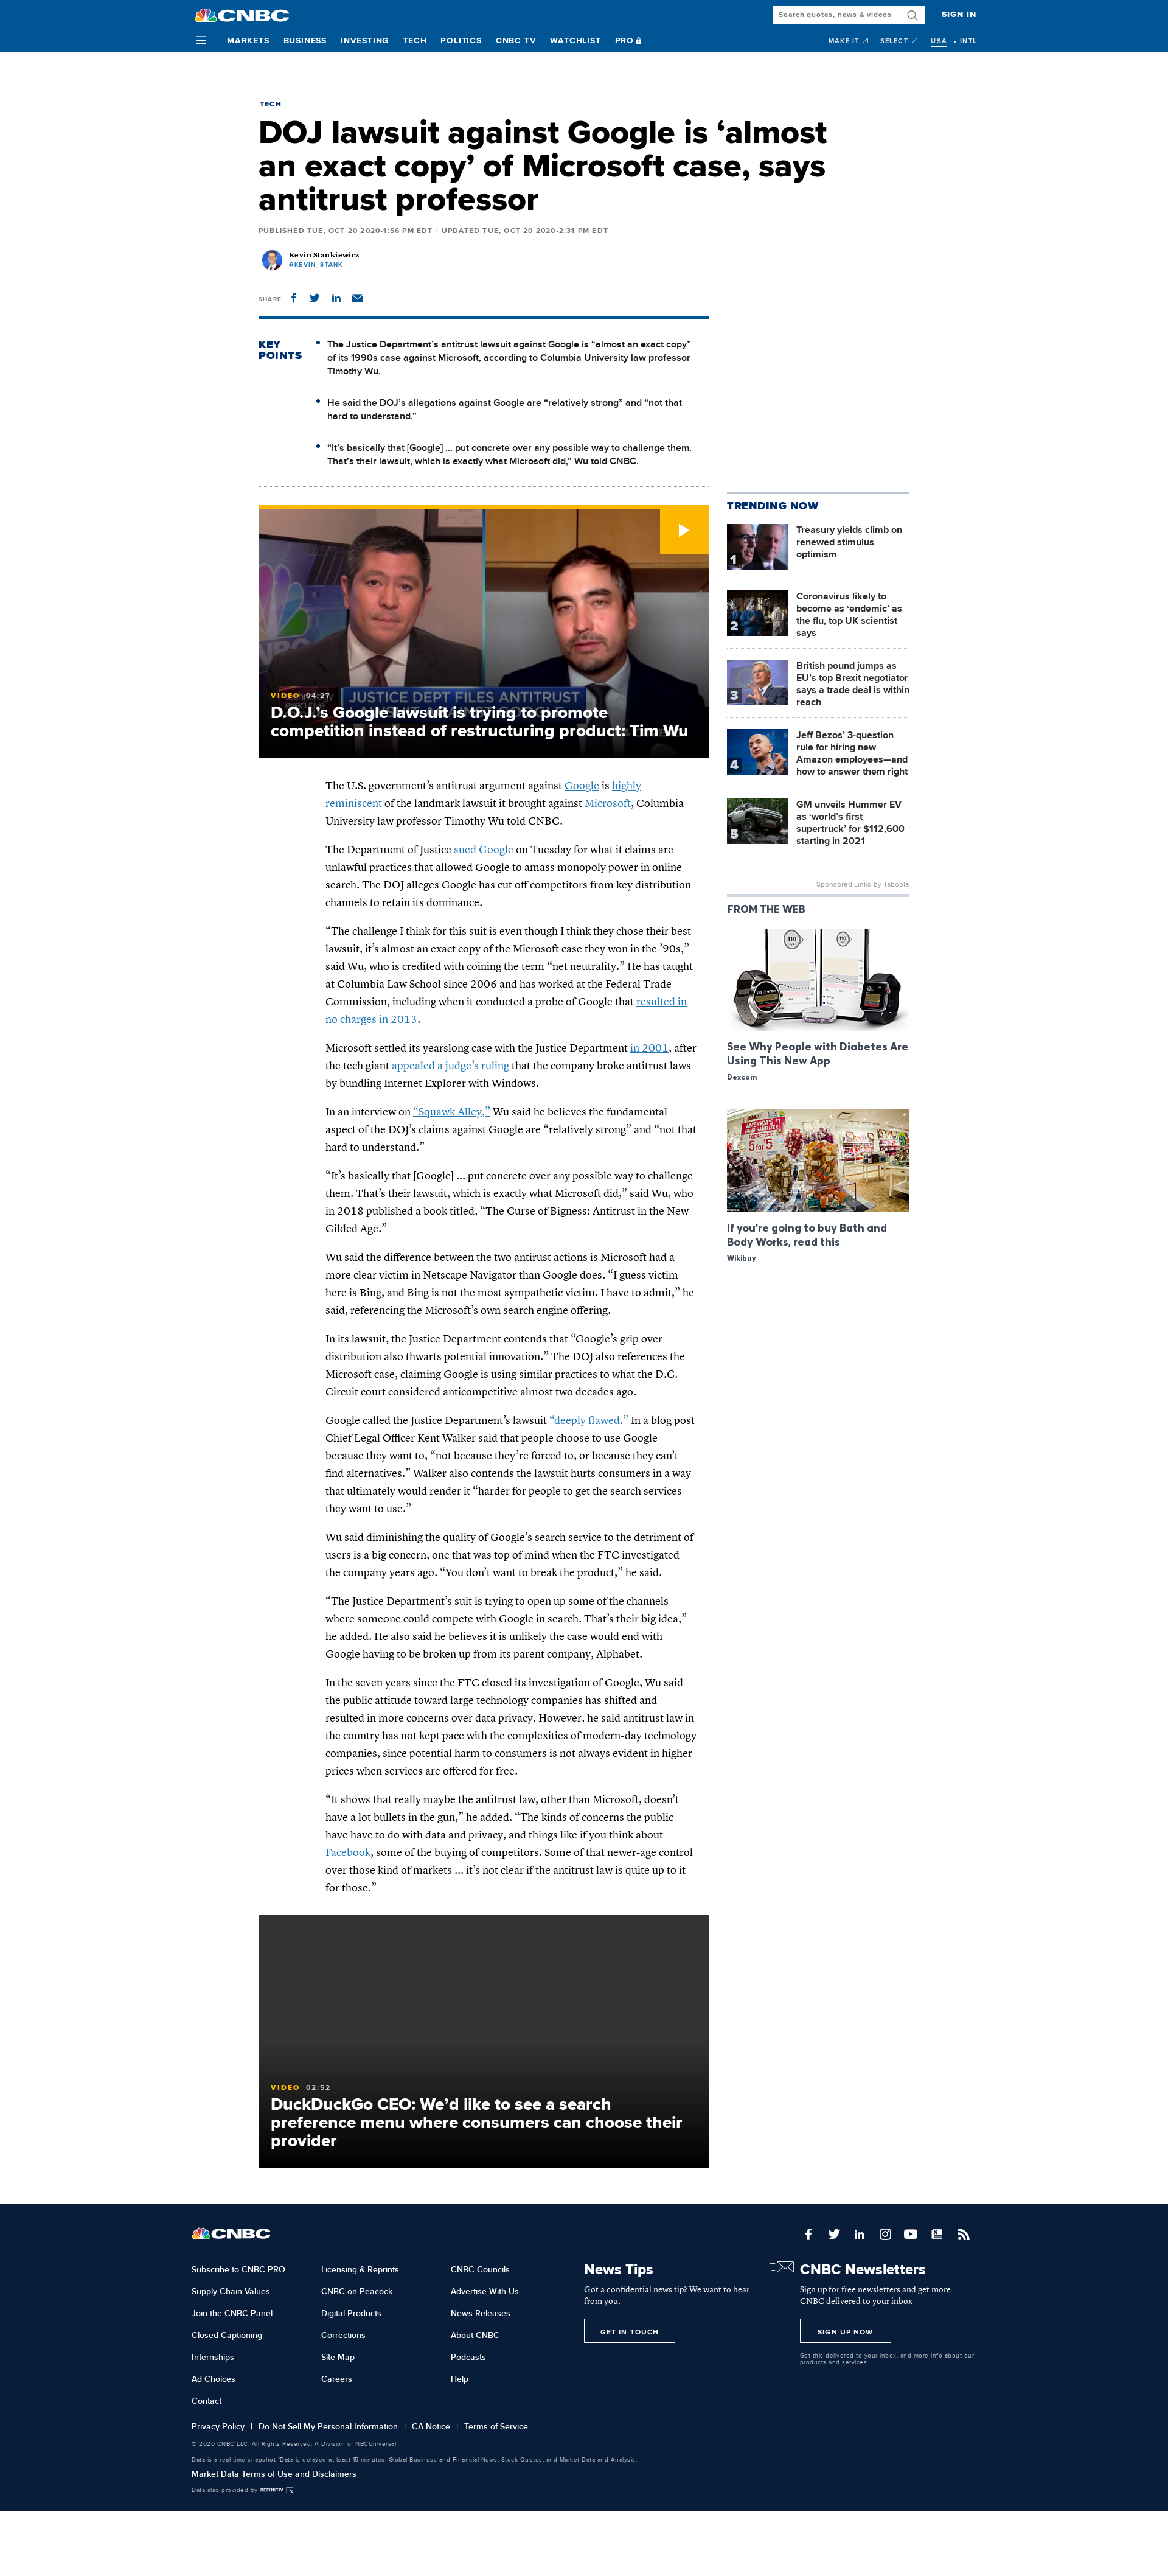 CNBC
Search quotes, news & videos
SIGN IN
MARKETS
BUSINESS
INVESTING
TECH
POLITICS
CNBC TV
WATCHLIST
PRO
MAKE IT
SELECT
USA
• INTL
TECH
DOJ lawsuit against Google is ‘almost
an exact copy’ of Microsoft case, says
antitrust professor
PUBLISHED TUE, OCT 20 2020•1:56 PM EDT | UPDATED TUE, OCT 20 2020•2:31 PM EDT
Kevin Stankiewicz
@KEVIN_STANK
SHARE
KEY
POINTS
The Justice Department’s antitrust lawsuit against Google is “almost an exact copy”
of its 1990s case against Microsoft, according to Columbia University law professor
Timothy Wu.
He said the DOJ’s allegations against Google are “relatively strong” and “not that
hard to understand.”
“It’s basically that [Google] ... put concrete over any possible way to challenge them.
That’s their lawsuit, which is exactly what Microsoft did,” Wu told CNBC.
JUSTICE DEPT FILES ANTITRUST
VIDEO 04:27
D.O.J.’s Google lawsuit is trying to promote
competition instead of restructuring product: Tim Wu
The U.S. government’s antitrust argument against Google is highly
reminiscent of the landmark lawsuit it brought against Microsoft, Columbia
University law professor Timothy Wu told CNBC.
The Department of Justice sued Google on Tuesday for what it claims are
unlawful practices that allowed Google to amass monopoly power in online
search. The DOJ alleges Google has cut off competitors from key distribution
channels to retain its dominance.
“The challenge I think for this suit is even though I think they chose their best
lawsuit, it’s almost an exact copy of the Microsoft case they won in the ’90s,”
said Wu, who is credited with coining the term “net neutrality.” He has taught
at Columbia Law School since 2006 and has worked at the Federal Trade
Commission, including when it conducted a probe of Google that resulted in
no charges in 2013.
Microsoft settled its yearslong case with the Justice Department in 2001, after
the tech giant appealed a judge’s ruling that the company broke antitrust laws
by bundling Internet Explorer with Windows.
In an interview on “Squawk Alley,” Wu said he believes the fundamental
aspect of the DOJ’s claims against Google are “relatively strong” and “not that
hard to understand.”
“It’s basically that [Google] ... put concrete over any possible way to challenge
them. That’s their lawsuit, which is exactly what Microsoft did,” said Wu, who
in 2018 published a book titled, “The Curse of Bigness: Antitrust in the New
Gilded Age.”
Wu said the difference between the two antitrust actions is Microsoft had a
more clear victim in Netscape Navigator than Google does. “I guess victim
here is Bing, and Bing is not the most sympathetic victim. I have to admit,” he
said, referencing the Microsoft’s own search engine offering.
In its lawsuit, the Justice Department contends that “Google’s grip over
distribution also thwarts potential innovation.” The DOJ also references the
Microsoft case, claiming Google is using similar practices to what the D.C.
Circuit court considered anticompetitive almost two decades ago.
Google called the Justice Department’s lawsuit “deeply flawed.” In a blog post
Chief Legal Officer Kent Walker said that people choose to use Google
because they want to, “not because they’re forced to, or because they can’t
find alternatives.” Walker also contends the lawsuit hurts consumers in a way
that ultimately would render it “harder for people to get the search services
they want to use.”
Wu said diminishing the quality of Google’s search service to the detriment of
users is a big concern, one that was top of mind when the FTC investigated
the company years ago. “You don’t want to break the product,” he said.
“The Justice Department’s suit is trying to open up some of the channels
where someone could compete with Google in search. That’s their big idea,”
he added. He also said he believes it is unlikely the case would end with
Google having to be broken up from its parent company, Alphabet.
In the seven years since the FTC closed its investigation of Google, Wu said
the public attitude toward large technology companies has shifted and
resulted in more concerns over data privacy. However, he said antitrust law in
the country has not kept pace with the complexities of modern-day technology
companies, since potential harm to consumers is not always evident in higher
prices when services are offered for free.
“It shows that really maybe the antitrust law, other than Microsoft, doesn’t
have a lot bullets in the gun,” he added. “The kinds of concerns the public
have have to do with data and privacy, and things like if you think about
Facebook, some of the buying of competitors. Some of that newer-age control
over those kind of markets ... it’s not clear if the antitrust law is quite up to it
for those.”
VIDEO 02:52
DuckDuckGo CEO: We’d like to see a search
preference menu where consumers can choose their
provider
TRENDING NOW
1
Treasury yields climb on
renewed stimulus
optimism
2
Coronavirus likely to
become as ‘endemic’ as
the flu, top UK scientist
says
3
British pound jumps as
EU’s top Brexit negotiator
says a trade deal is within
reach
4
Jeff Bezos’ 3-question
rule for hiring new
Amazon employees—and
how to answer them right
5
GM unveils Hummer EV
as ‘world’s first
supertruck’ for $112,600
starting in 2021
Sponsored Links by Taboola
FROM THE WEB
110
110
See Why People with Diabetes Are
Using This New App
Dexcom
AMERICA'S #1
HAND SANITIZER
POCKETBAC
5 for $5
If you’re going to buy Bath and
Body Works, read this
Wikibuy
CNBC
Subscribe to CNBC PRO
Supply Chain Values
Join the CNBC Panel
Closed Captioning
Internships
Ad Choices
Contact
Licensing & Reprints
CNBC on Peacock
Digital Products
Corrections
Site Map
Careers
CNBC Councils
Advertise With Us
News Releases
About CNBC
Podcasts
Help
News Tips
Got a confidential news tip? We want to hear
from you.
GET IN TOUCH
CNBC Newsletters
Sign up for free newsletters and get more
CNBC delivered to your inbox
SIGN UP NOW
Get this delivered to your inbox, and more info about our
products and services.
Privacy Policy | Do Not Sell My Personal Information | CA Notice | Terms of Service
© 2020 CNBC LLC. All Rights Reserved. A Division of NBCUniversal
Data is a real-time snapshot *Data is delayed at least 15 minutes. Global Business and Financial News, Stock Quotes, and Market Data and Analysis.
Market Data Terms of Use and Disclaimers
Data also provided by REFINITIV